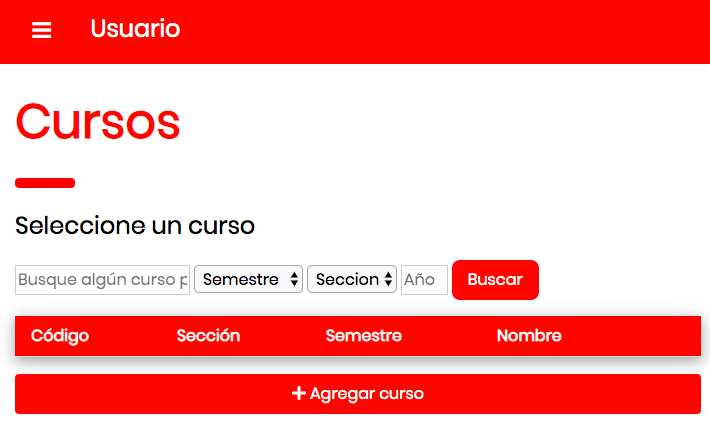 Usuario
Cursos
Seleccione un curso
Busque algún curso p Semestre Seccion Año Buscar
Código Sección Semestre Nombre
Agregar curso